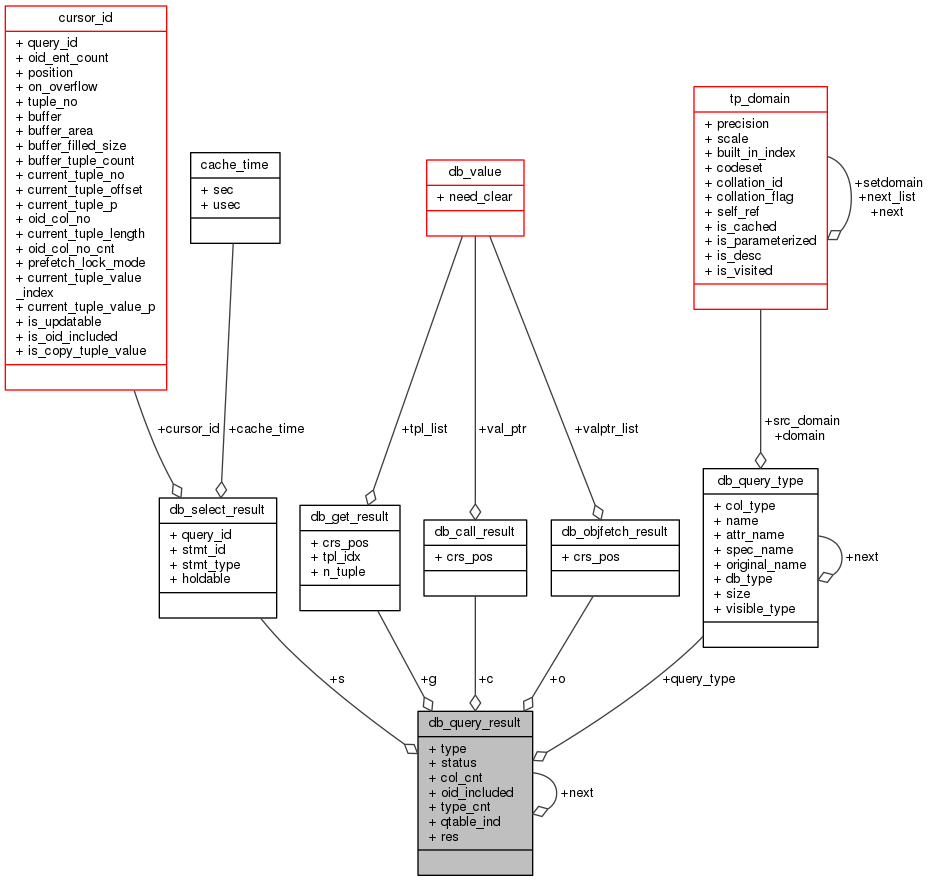 cursor_id
+ query_id
+ oid_ent_count
+ position
+ on_overflow
+ tuple_no
+ buffer
+ buffer_area
+ buffer_filled_size
+ buffer_tuple_count
+ current_tuple_no
+ current_tuple_offset
+ current_tuple_p
+ oid_col_no
+ current_tuple_length
+ oid_col_no_cnt
+ prefetch_lock_mode
+ current_tuple_value
_index
+ current_tuple_value_p
+ is_updatable
+ is_oid_included
+ is_copy_tuple_value
cache_time
+ sec
+ usec
db_value
+ need_clear
tp_domain
+ precision
+ scale
+ built_in_index
+ codeset
+ collation_id
+ collation_flag
+ self_ref
+ is_cached
+ is_parameterized
+ is_desc
+ is_visited
+setdomain
+next_list
+next
+cursor_id
+cache_time
+tpl_list
+val_ptr
+valptr_list
+src_domain
+domain
db_select_result
+ query_id
+ stmt_id
+ stmt_type
+ holdable
db_get_result
+ crs_pos
+ tpl_idx
+ n_tuple
db_call_result
+ crs_pos
db_objfetch_result
+ crs_pos
db_query_type
+ col_type
+ name
+ attr_name
+ spec_name
+ original_name
+ db_type
+ size
+ visible_type
+next
+s
+g
+c
+o
+query_type
db_query_result
+ type
+ status
+ col_cnt
+ oid_included
+ type_cnt
+ qtable_ind
+ res
+next